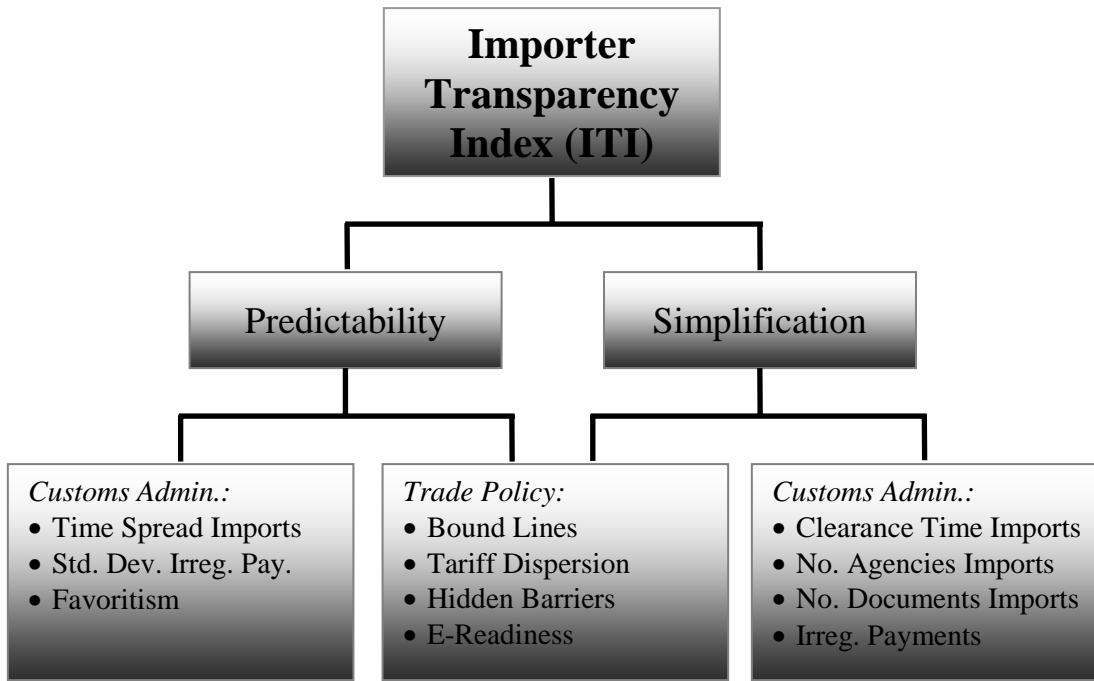 Importer
Transparency
Index (ITI)
Predictability
Simplification
Customs Admin.:
• Time Spread Imports
• Std. Dev. Irreg. Pay.
• Favoritism
Trade Policy:
• Bound Lines
• Tariff Dispersion
• Hidden Barriers
• E-Readiness
Customs Admin.:
• Clearance Time Imports
• No. Agencies Imports
• No. Documents Imports
• Irreg. Payments